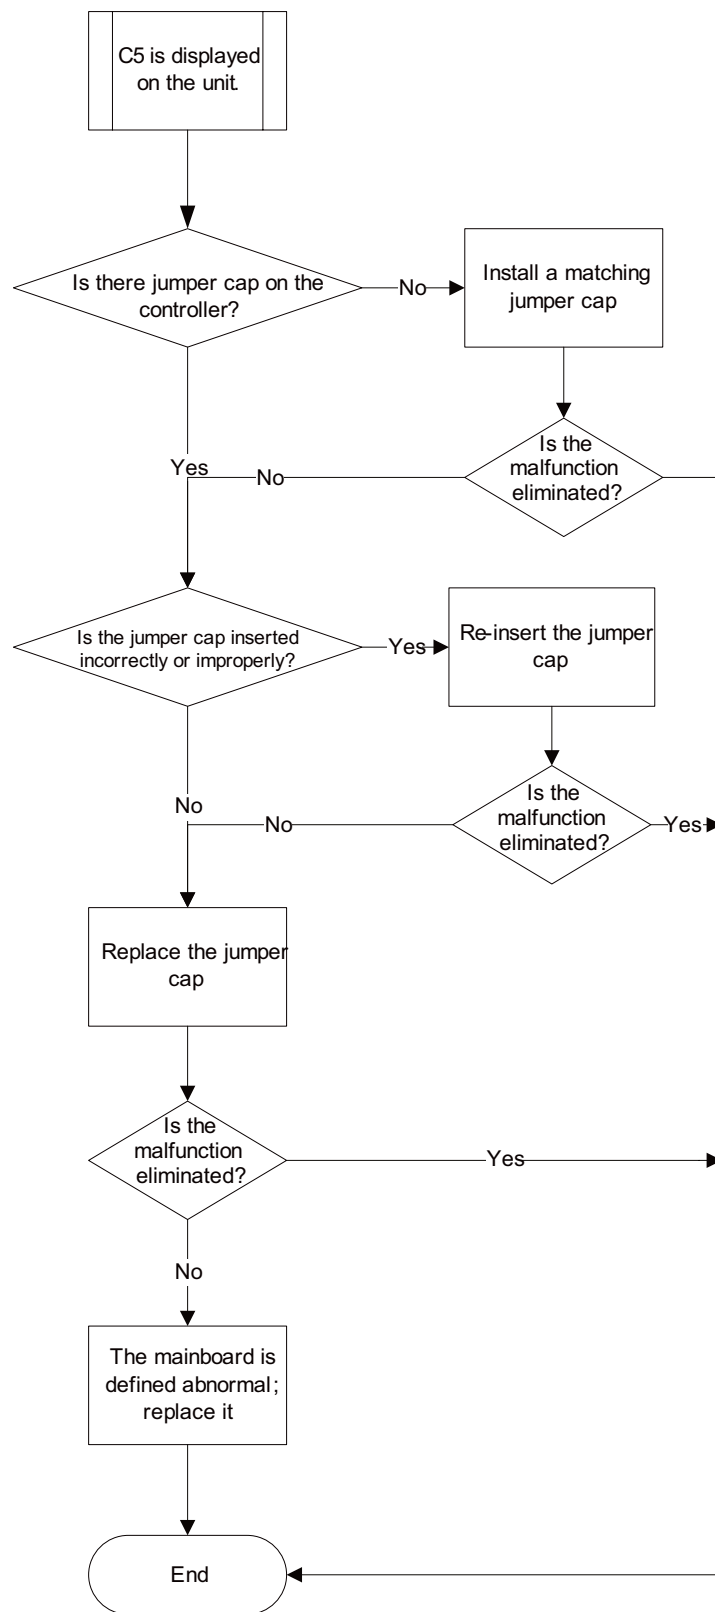 C5 is displayed
on the unit.
Is there jumper cap on the
controller?
No
Install a matching
jumper cap
Yes
No
Is the
malfunction
eliminated?
Is the jumper cap inserted
incorrectly or improperly?
Yes
Re-insert the jumper
cap
No
No
Is the
malfunction
eliminated?
Yes
Replace the jumper
cap
Is the
malfunction
eliminated?
Yes
No
The mainboard is
defined abnormal;
replace it
End